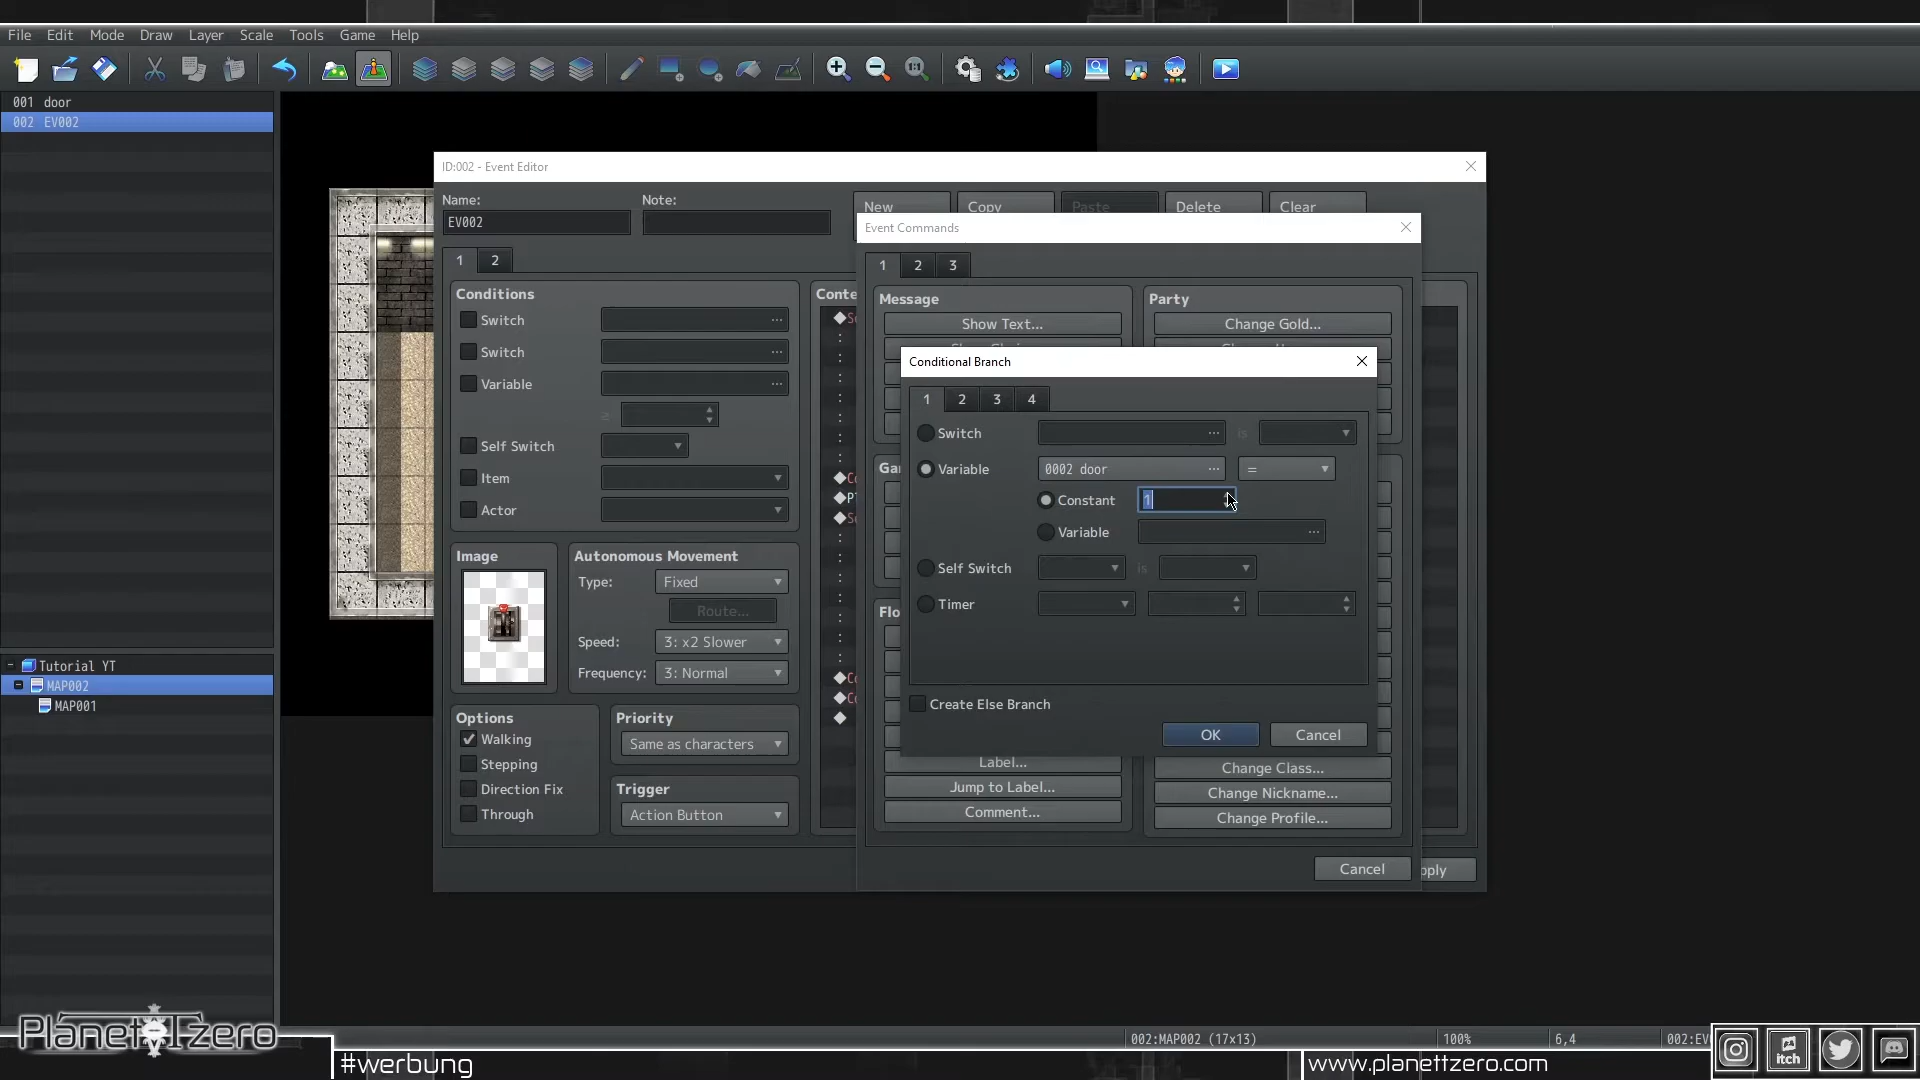 File Edit Mode Draw Layer Scale Tools Game Help
001 door
002 EV002
ID:002 - Event Editor
Name:
Note:
EV002
New
Copy
Paste
Delete
Clear
Event Commands
1 2
1 2 3
Conditions
Conte
Message
Party
Switch
Show Text...
Change Gold...
Switch
Variable
≥
Self Switch
Item
Actor
Conditional Branch
1 2 3 4
Switch
is
Variable
0002 door
=
Constant
1
Variable
Self Switch
is
Timer
Create Else Branch
OK
Cancel
Image
Autonomous Movement
Type:
Fixed
Route...
Speed:
3: x2 Slower
Frequency:
3: Normal
Options
Walking
Stepping
Direction Fix
Through
Priority
Same as characters
Trigger
Action Button
Label...
Change Class...
Jump to Label...
Change Nickname...
Comment...
Change Profile...
Cancel
pply
Tutorial YT
MAP002
MAP001
002:MAP002 (17x13)
100%
6,4
002:EV
PlanetTzero
#werbung
www.planettzero.com
itch